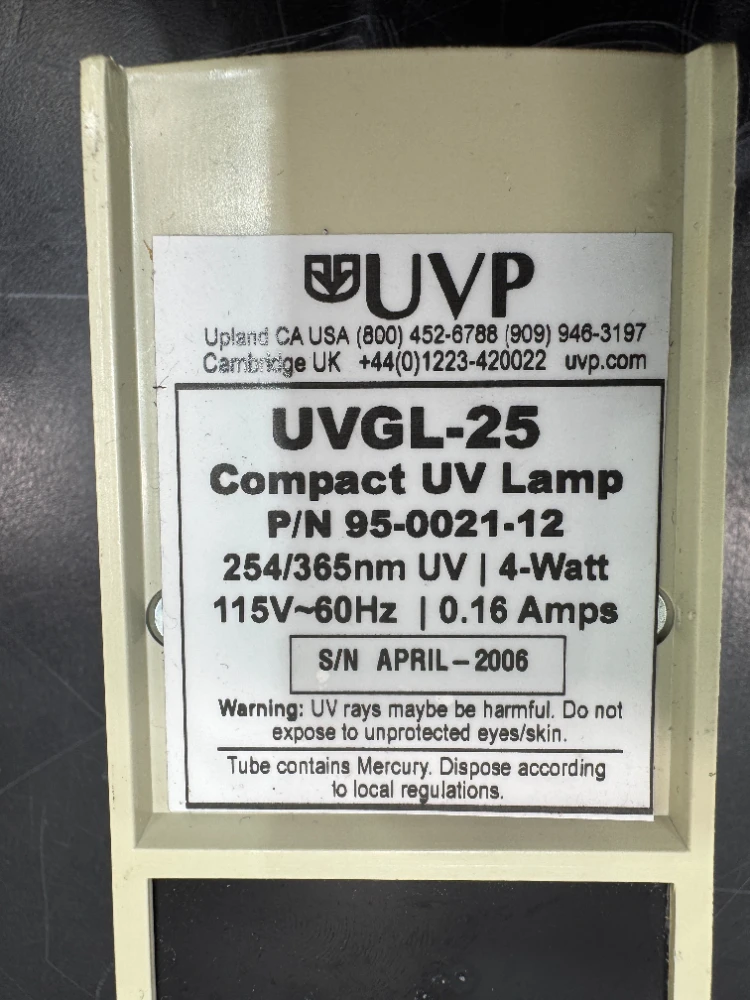 UVP
Upland CA USA (800) 452-6788 (909) 946-3197
Cambridge UK +44(0)1223-420022 uvp.com
UVGL-25
Compact UV Lamp
P/N 95-0021-12
254/365nm UV | 4-Watt
115V~60Hz | 0.16 Amps
S/N APRIL-2006
Warning: UV rays maybe be harmful. Do not
expose to unprotected eyes/skin.
Tube contains Mercury. Dispose according
to local regulations.